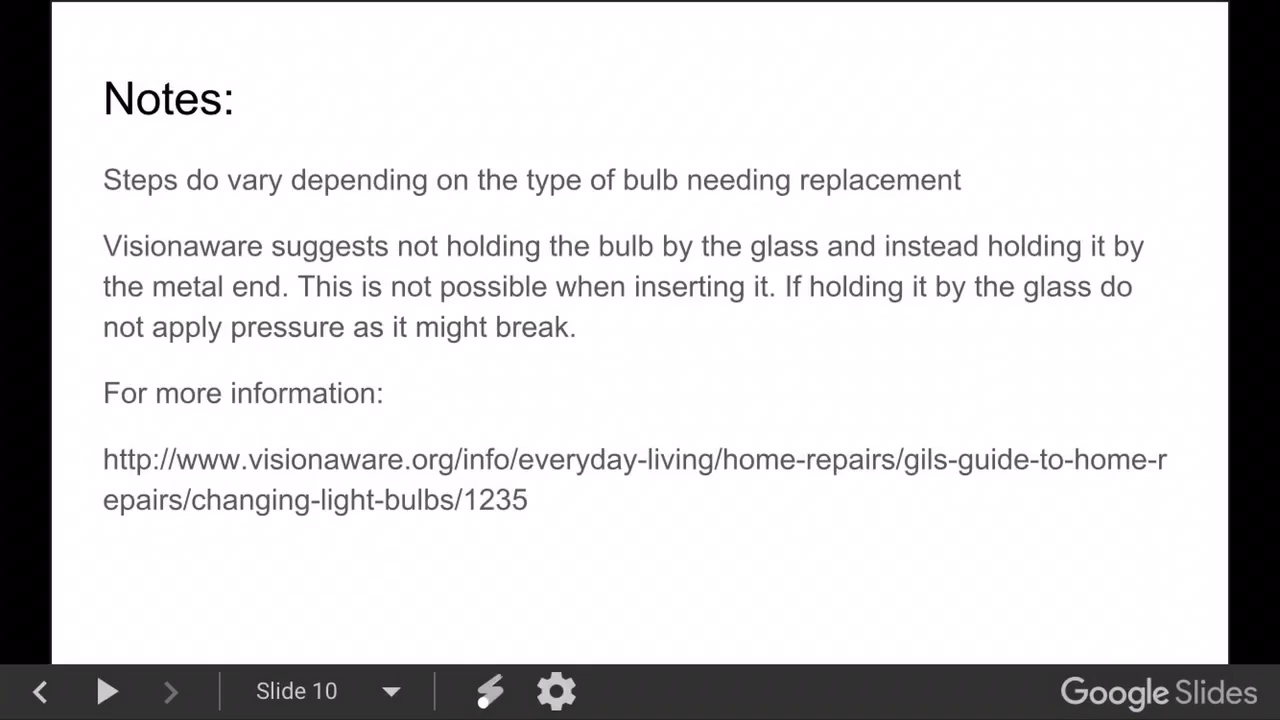 Notes:
Steps do vary depending on the type of bulb needing replacement
Visionaware suggests not holding the bulb by the glass and instead holding it by
the metal end. This is not possible when inserting it. If holding it by the glass do
not apply pressure as it might break.
For more information:
http://www.visionaware.org/info/everyday-living/home-repairs/gils-guide-to-home-r
epairs/changing-light-bulbs/1235
Slide 10
Google Slides